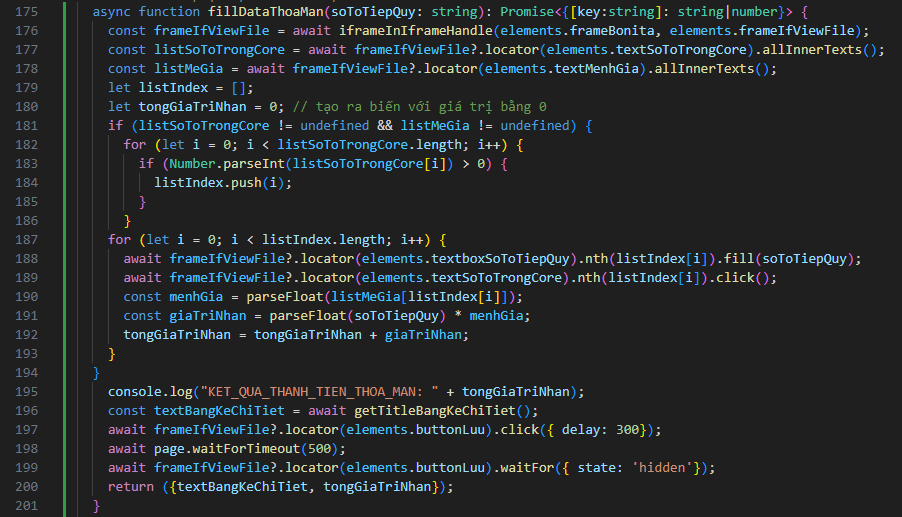 175 async function fillDataThoaMan(soToTiepQuy: string): Promise<{[key:string]: string|number}> {
176 const frameIfViewFile = await iframeInIframeHandle(elements.frameBonita, elements.frameIfViewFile);
177 const listSoToTrongCore = await frameIfViewFile?.locator(elements.textSoToTrongCore).allInnerTexts();
178 const listMeGia = await frameIfViewFile?.locator(elements.textMenhGia).allInnerTexts();
179 let listIndex = [];
180 let tongGiaTriNhan = 0; // tạo ra biến với giá trị bằng 0
181 if (listSoToTrongCore != undefined && listMeGia != undefined) {
182 for (let i = 0; i < listSoToTrongCore.length; i++) {
183 if (Number.parseInt(listSoToTrongCore[i]) > 0) {
184 listIndex.push(i);
185 }
186 }
187 for (let i = 0; i < listIndex.length; i++) {
188 await frameIfViewFile?.locator(elements.textboxSoToTiepQuy).nth(listIndex[i]).fill(soToTiepQuy);
189 await frameIfViewFile?.locator(elements.textSoToTrongCore).nth(listIndex[i]).click();
190 const menhGia = parseFloat(listMeGia[listIndex[i]]);
191 const giaTriNhan = parseFloat(soToTiepQuy) * menhGia;
192 tongGiaTriNhan = tongGiaTriNhan + giaTriNhan;
193 }
194 }
195 console.log("KET_QUA_THANH_TIEN_THOA_MAN: " + tongGiaTriNhan);
196 const textBangKeChiTiet = await getTitleBangKeChiTiet();
197 await frameIfViewFile?.locator(elements.buttonLuu).click({ delay: 300});
198 await page.waitForTimeout(500);
199 await frameIfViewFile?.locator(elements.buttonLuu).waitFor({ state: 'hidden'});
200 return ({textBangKeChiTiet, tongGiaTriNhan});
201 }